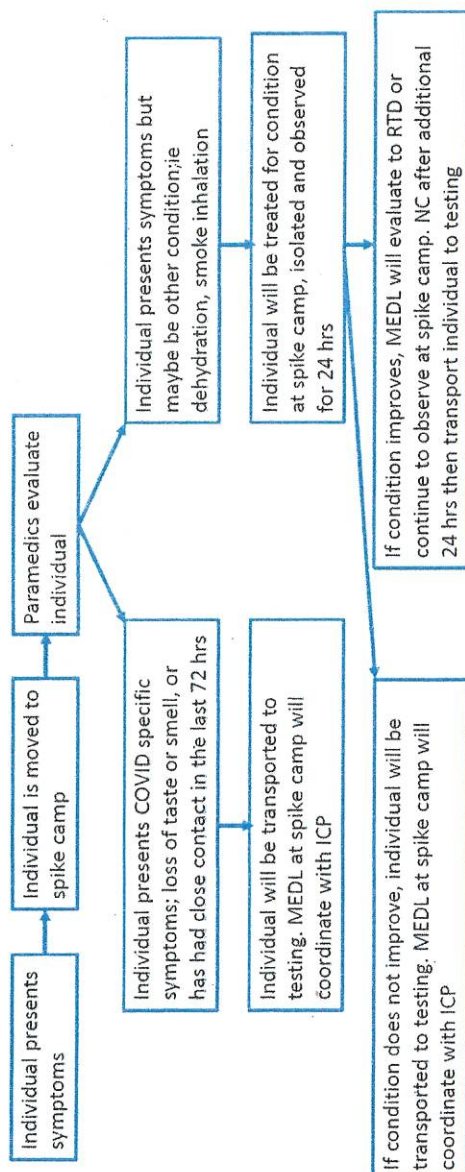 Individual presents
symptoms
Individual is moved to
spike camp
Paramedics evaluate
individual
Individual presents COVID specific
symptoms; loss of taste or smell, or
has had close contact in the last 72 hrs
Individual will be transported to
testing. MEDL at spike camp will
coordinate with ICP
Individual presents symptoms but
maybe be other condition;ie
dehydration, smoke inhalation
Individual will be treated for condition
at spike camp, isolated and observed
for 24 hrs
If condition does not improve, individual will be
transported to testing. MEDL at spike camp will
coordinate with ICP
If condition improves, MEDL will evaluate to RTD or
continue to observe at spike camp. NC after additional
24 hrs then transport individual to testing